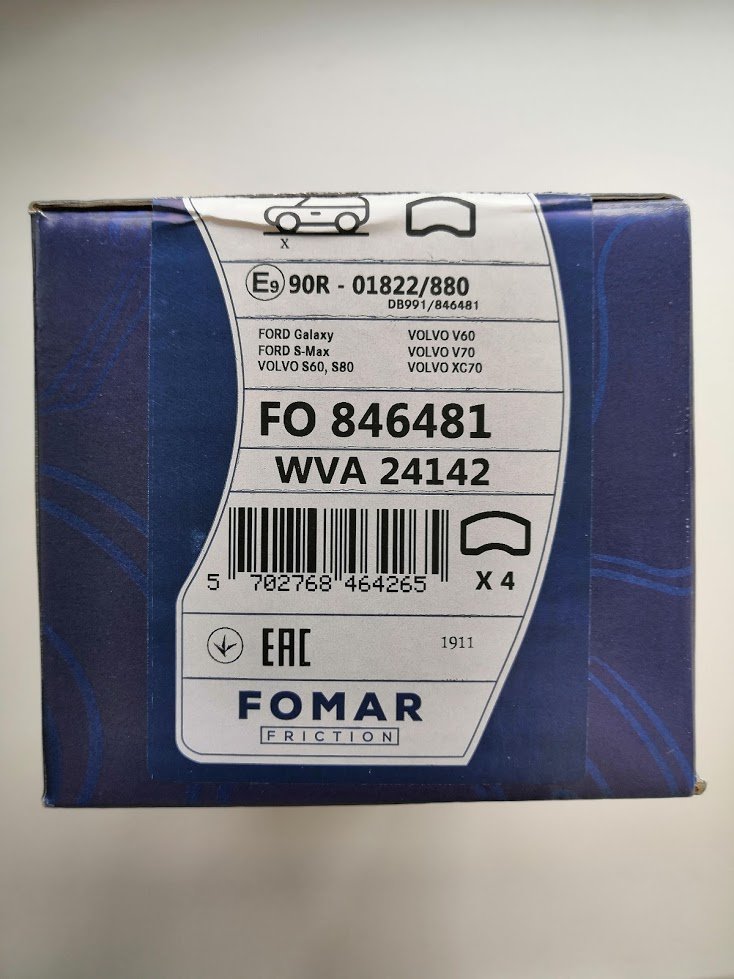 X
E9 90R - 01822/880
DB991/846481
FORD Galaxy
FORD S-Max
VOLVO S60, S80
VOLVO V60
VOLVO V70
VOLVO XC70
FO 846481
WVA 24142
5 702768 464265
X 4
EAC
1911
FOMAR
FRICTION